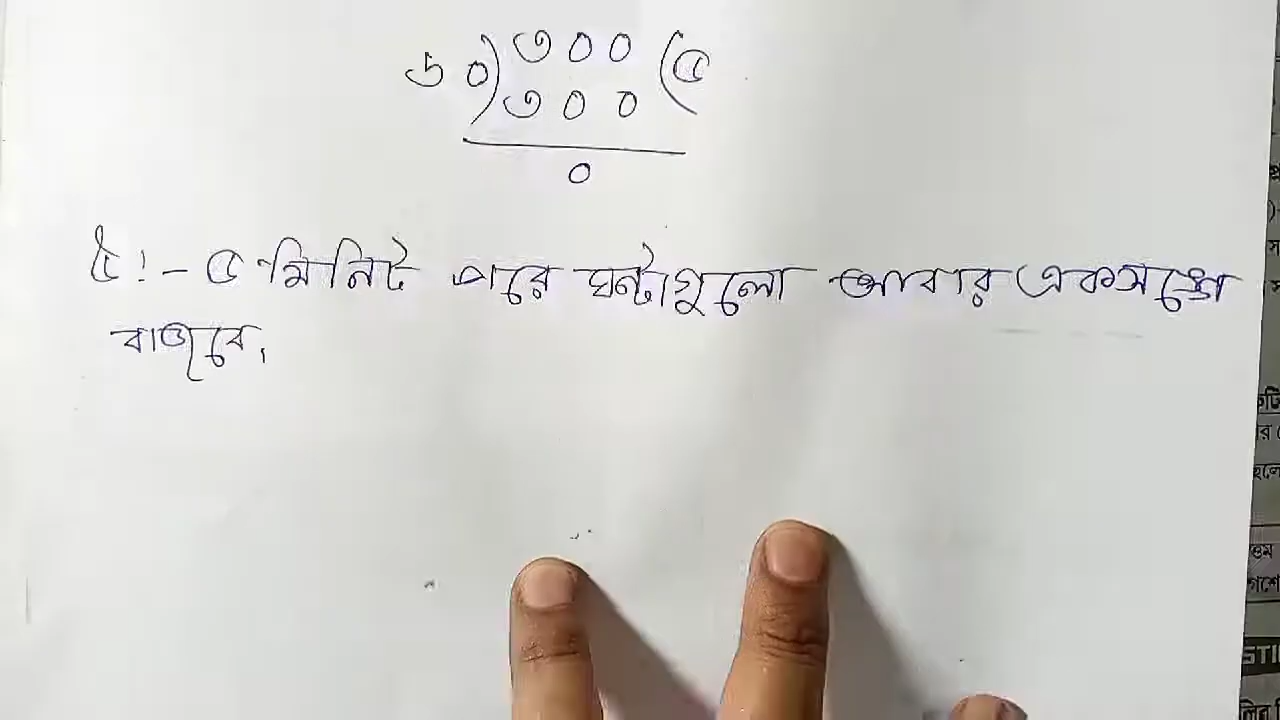 ৬০)৩০০(৫
৩০০
০
উঃ- ৫ মিনিট পরে ঘন্টাগুলো আবার একসঙ্গে
বাজবে,